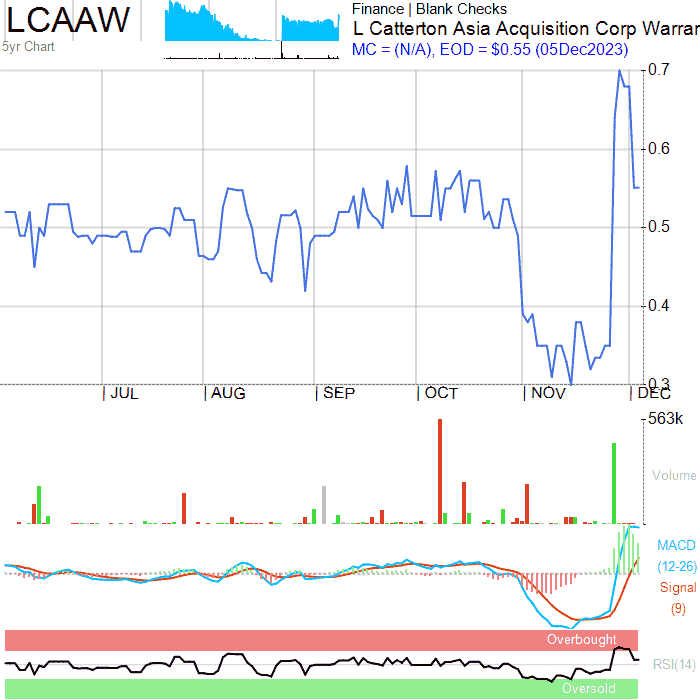 LCAAW
5yr Chart
Finance | Blank Checks
L Catterton Asia Acquisition Corp Warran
MC = (N/A), EOD = $0.55 (05Dec2023)
0.7
0.6
0.5
0.4
0.3
JUL AUG SEP OCT NOV DEC
563k
Volume
MACD
(12-26)
Signal
(9)
Overbought
RSI(14)
Oversold